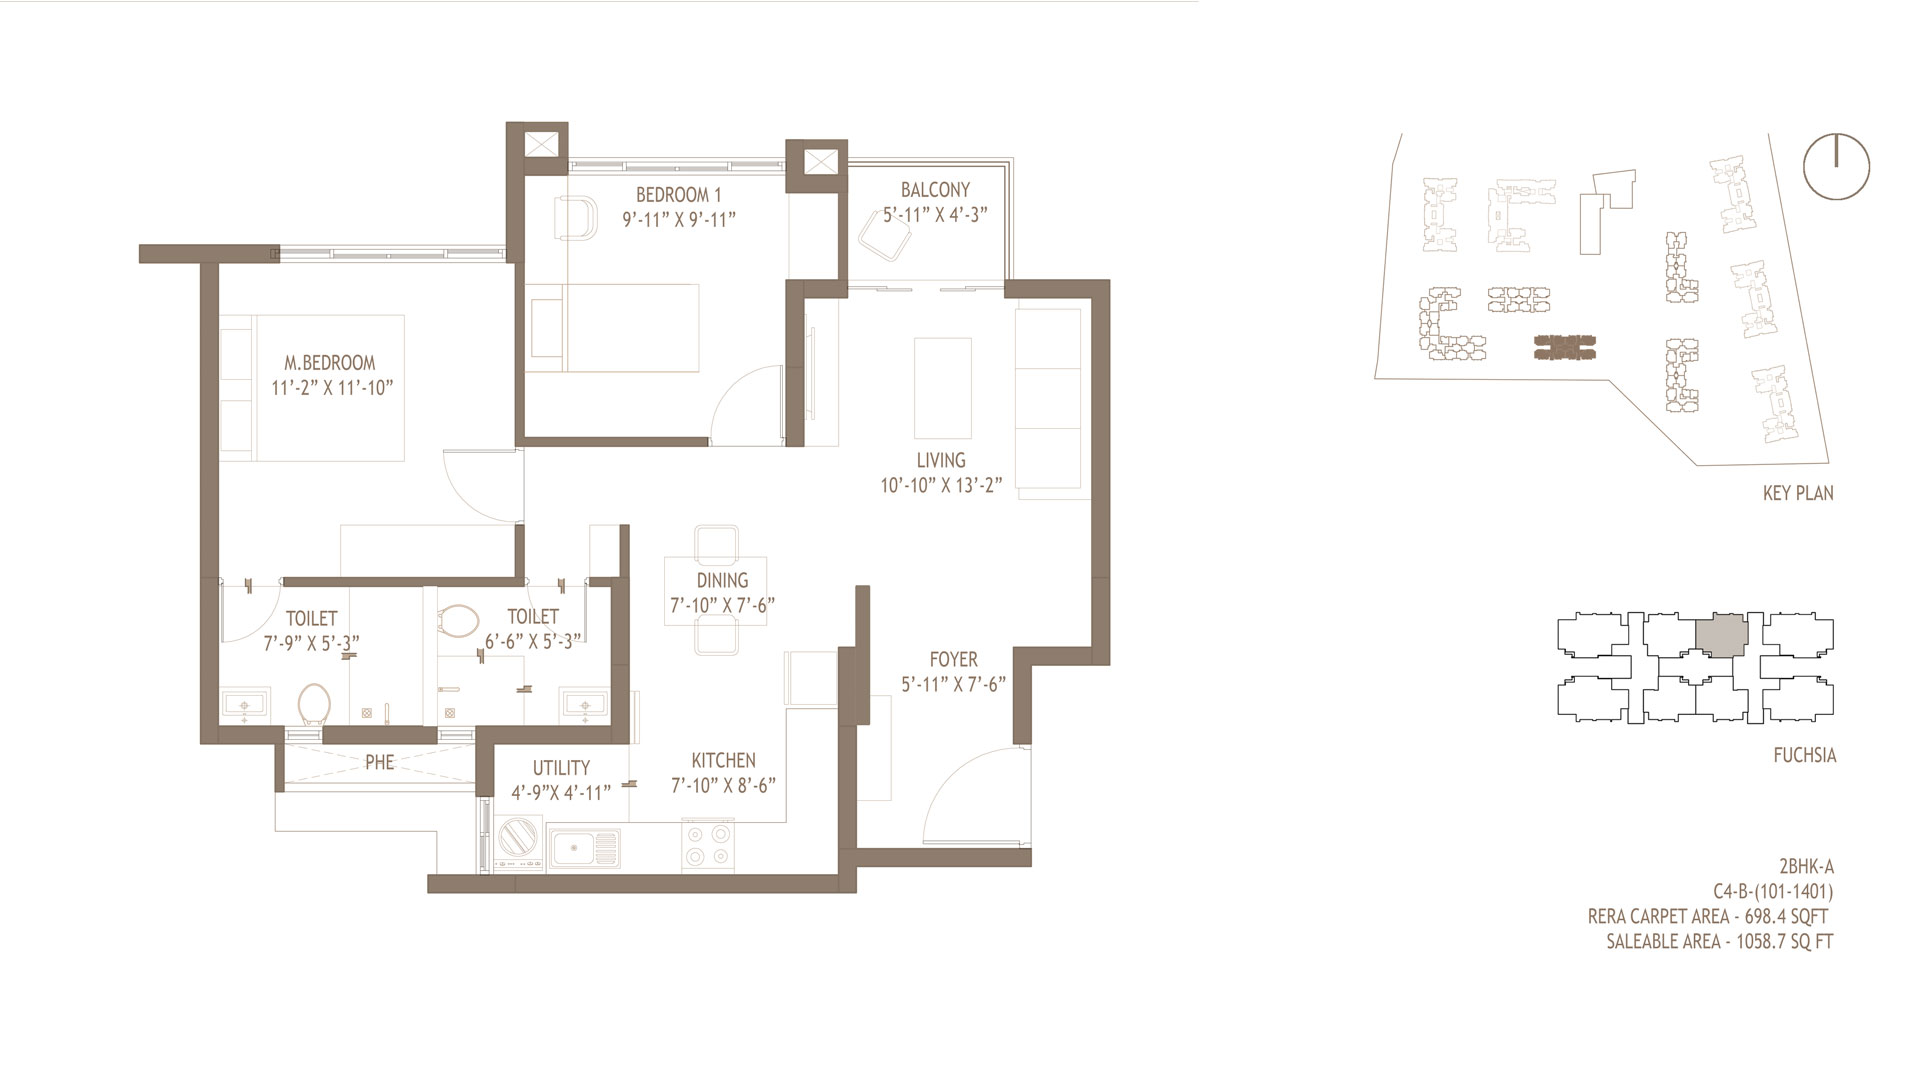 BEDROOM 1
9’-11” X 9’-11”
BALCONY
5’-11” X 4’-3”
M.BEDROOM
11’-2” X 11’-10”
LIVING
10’-10” X 13’-2”
DINING
7’-10” X 7’-6”
TOILET
7’-9” X 5’-3”
TOILET
6’-6” X 5’-3”
FOYER
5’-11” X 7’-6”
PHE
UTILITY
4’-9”X 4’-11”
KITCHEN
7’-10” X 8’-6”
KEY PLAN
FUCHSIA
2BHK-A
C4-B-(101-1401)
RERA CARPET AREA - 698.4 SQFT
SALEABLE AREA - 1058.7 SQ FT